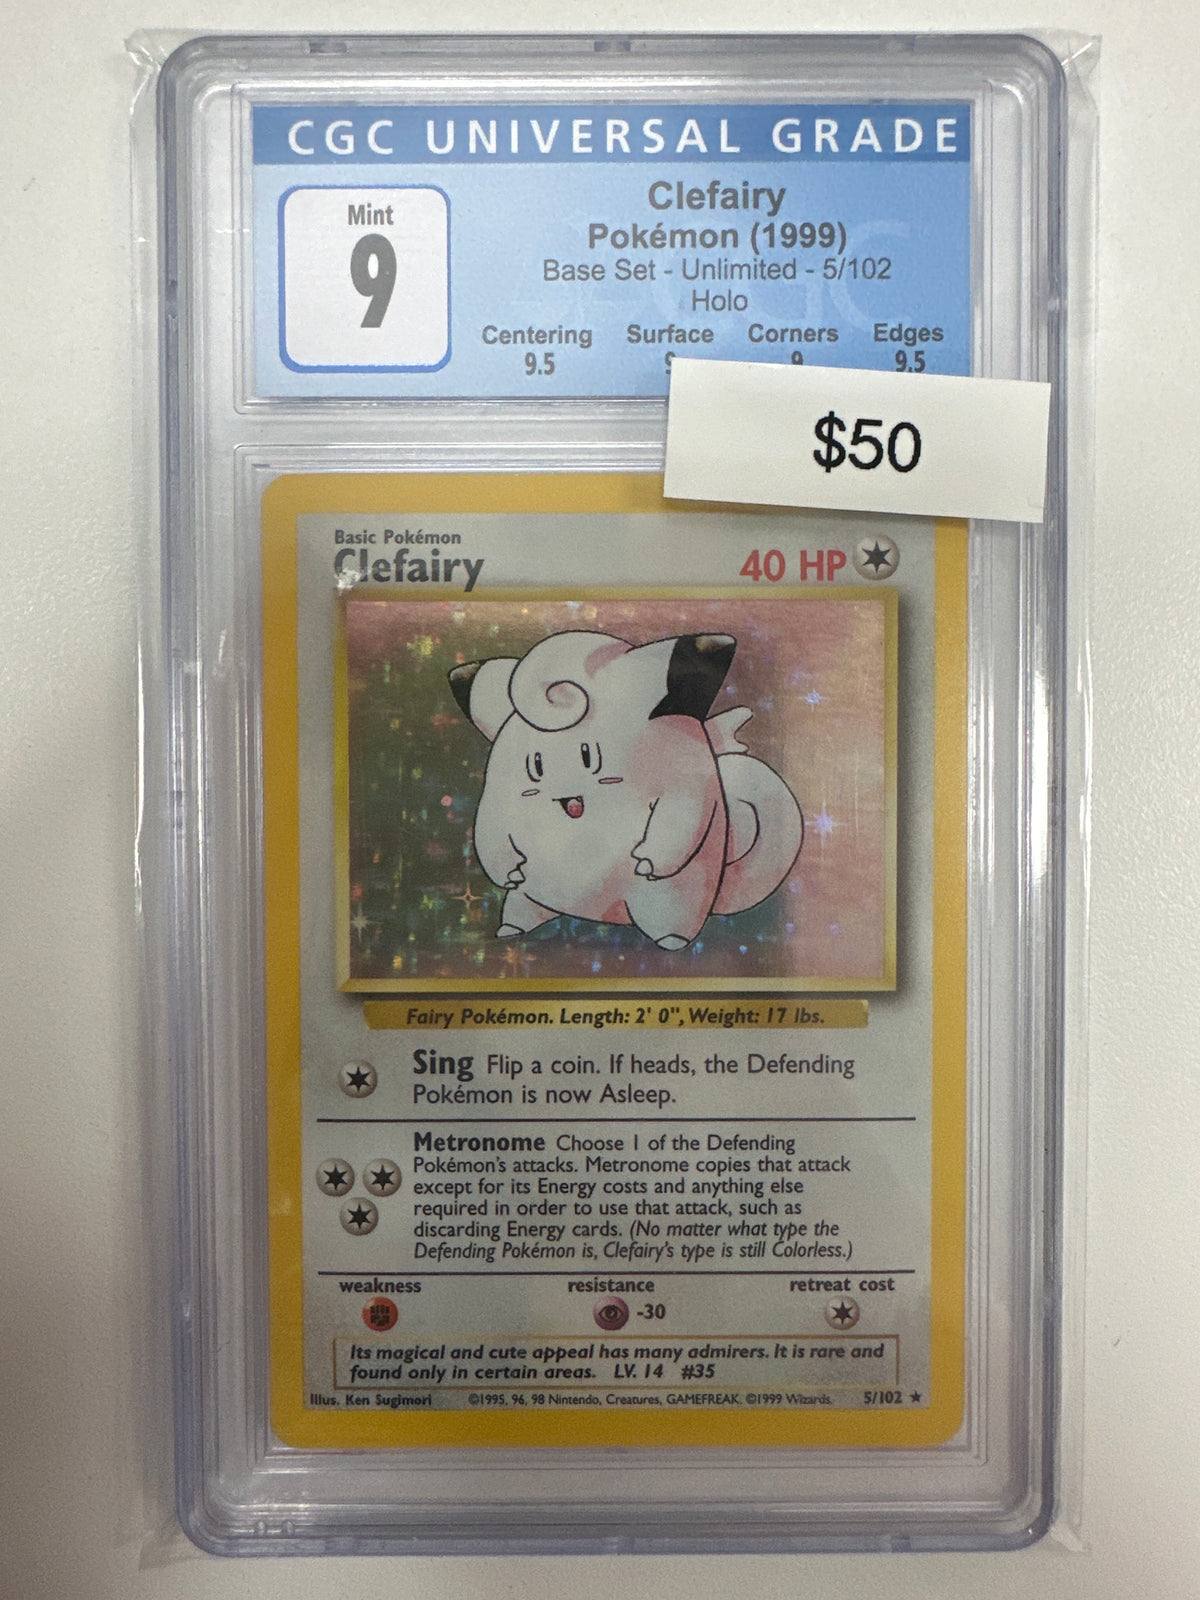 CGC UNIVERSAL GRADE
Mint
9
Clefairy
Pokémon (1999)
Base Set - Unlimited - 5/102
Holo
Centering Surface Corners Edges
9.5 9 9 9.5
$50
Basic Pokémon
Clefairy 40 HP
Fairy Pokémon. Length: 2' 0", Weight: 17 lbs.
Sing Flip a coin. If heads, the Defending
Pokémon is now Asleep.
Metronome Choose 1 of the Defending
Pokémon's attacks. Metronome copies that attack
except for its Energy costs and anything else
required in order to use that attack, such as
discarding Energy cards. (No matter what type the
Defending Pokémon is, Clefairy's type is still Colorless.)
weakness resistance retreat cost
-30
Its magical and cute appeal has many admirers. It is rare and
found only in certain areas. LV. 14 #35
Illus. Ken Sugimori ©1995, 96, 98 Nintendo, Creatures, GAMEFREAK. ©1999 Wizards. 5/102 ★